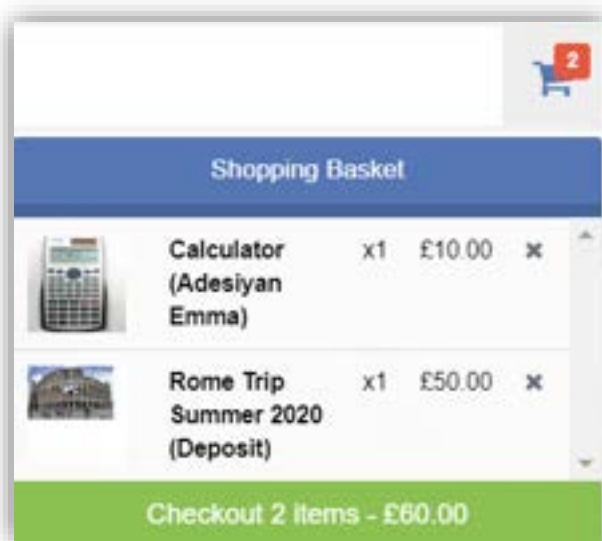 2
Shopping Basket
Calculator x1 £10.00 ×
(Adesiyan
Emma)
Rome Trip x1 £50.00 ×
Summer 2020
(Deposit)
Checkout 2 items - £60.00